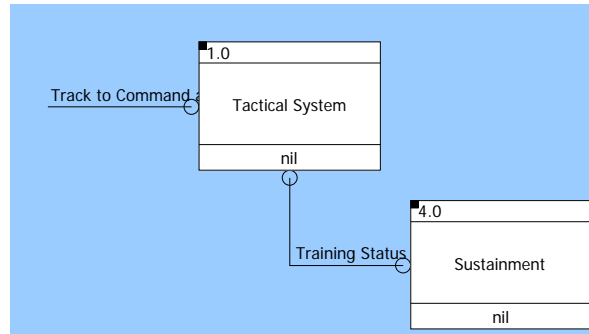 1.0
Track to Command
Tactical System
nil
4.0
Training Status
Sustainment
nil